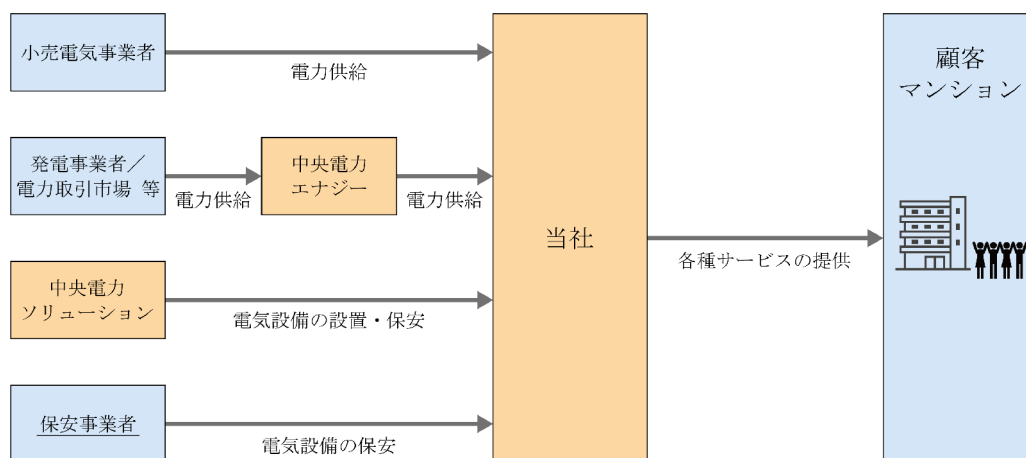 小売電気事業者
電力供給
発電事業者／
電力取引市場 等
電力供給
中央電力
エナジー
電力供給
中央電力
ソリューション
電気設備の設置・保安
保安事業者
電気設備の保安
当社
各種サービスの提供
顧客
マンション